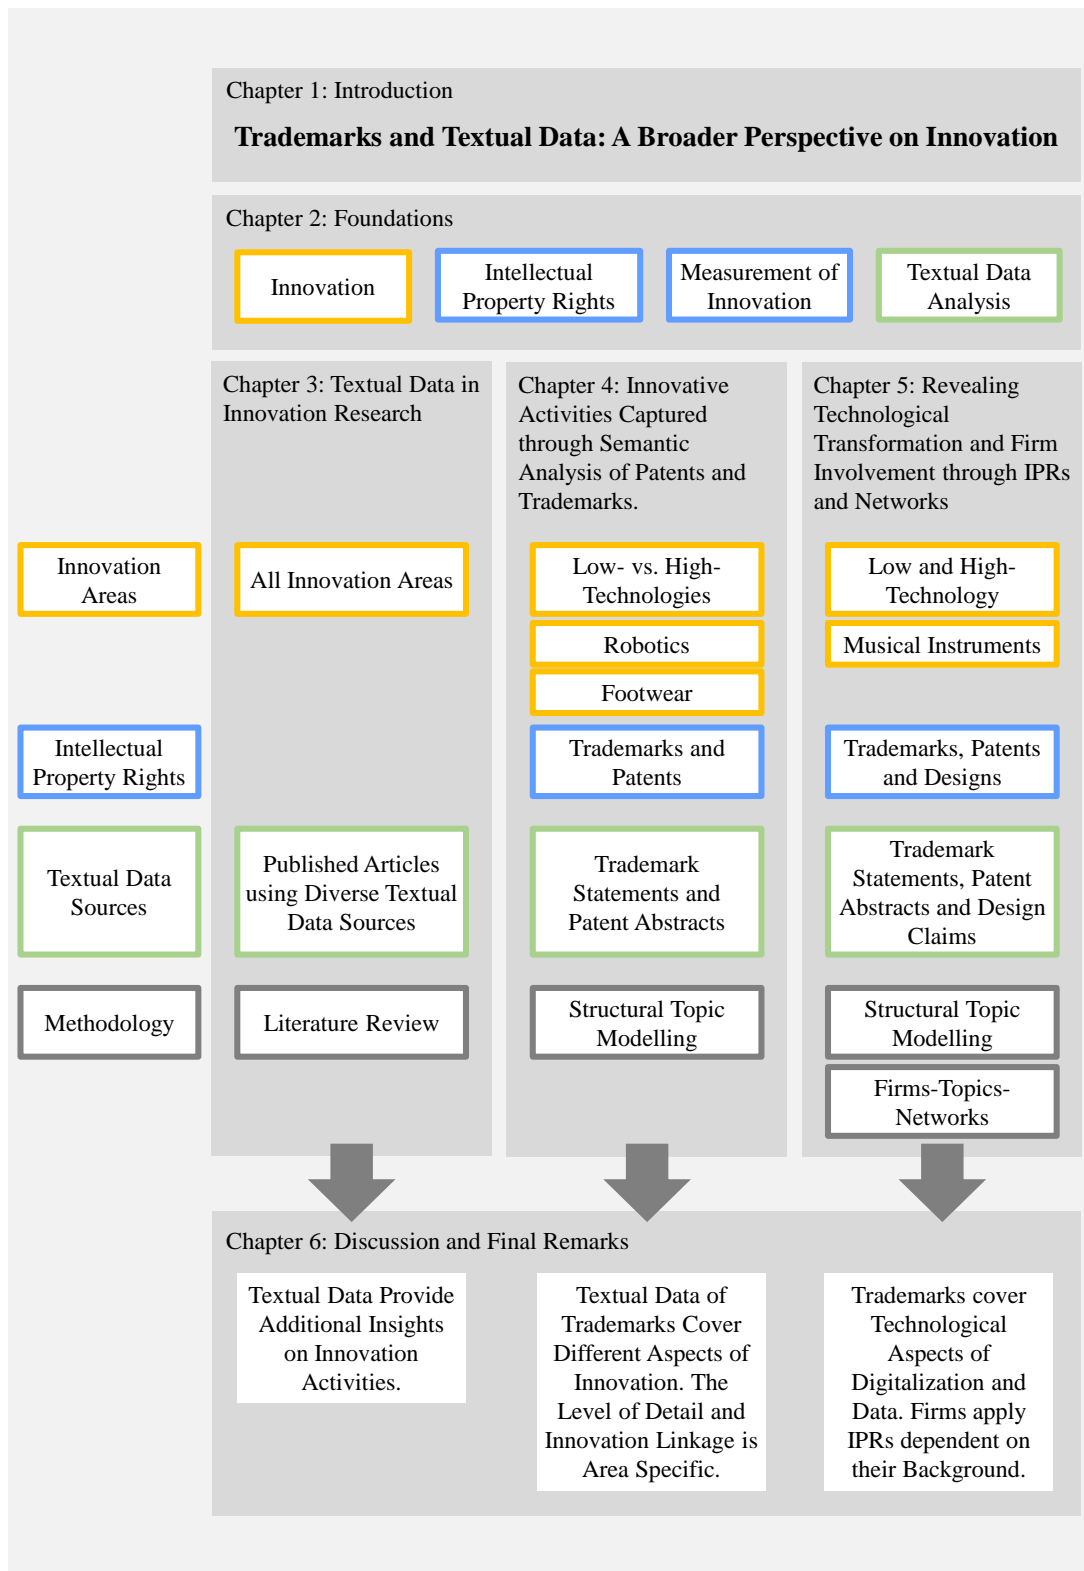 Chapter 1: Introduction
Trademarks and Textual Data: A Broader Perspective on Innovation
Chapter 2: Foundations
Innovation
Intellectual
Property Rights
Measurement of
Innovation
Textual Data
Analysis
Chapter 3: Textual Data in
Innovation Research
Chapter 4: Innovative
Activities Captured
through Semantic
Analysis of Patents and
Trademarks.
Chapter 5: Revealing
Technological
Transformation and Firm
Involvement through IPRs
and Networks
Innovation
Areas
All Innovation Areas
Low- vs. High-
Technologies
Robotics
Footwear
Low and High-
Technology
Musical Instruments
Intellectual
Property Rights
Trademarks and
Patents
Trademarks, Patents
and Designs
Textual Data
Sources
Published Articles
using Diverse Textual
Data Sources
Trademark
Statements and
Patent Abstracts
Trademark
Statements, Patent
Abstracts and Design
Claims
Methodology
Literature Review
Structural Topic
Modelling
Structural Topic
Modelling
Firms-Topics-
Networks
Chapter 6: Discussion and Final Remarks
Textual Data Provide
Additional Insights
on Innovation
Activities.
Textual Data of
Trademarks Cover
Different Aspects of
Innovation. The
Level of Detail and
Innovation Linkage is
Area Specific.
Trademarks cover
Technological
Aspects of
Digitalization and
Data. Firms apply
IPRs dependent on
their Background.